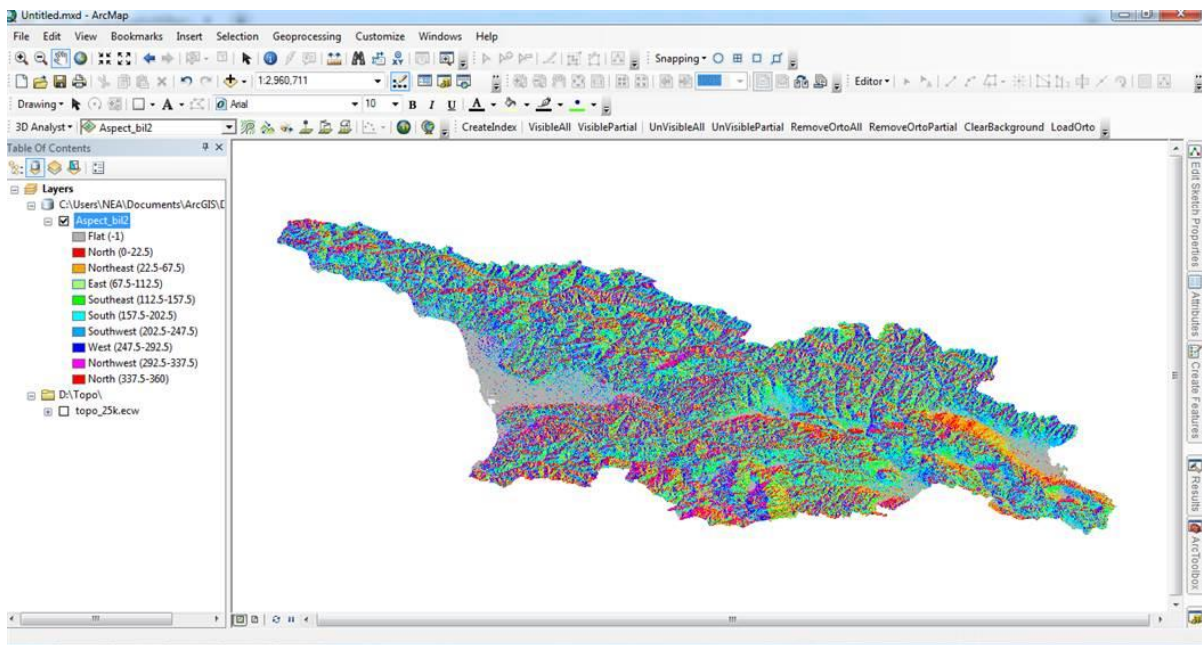 Untitled.mxd - ArcMap
File Edit View Bookmarks Insert Selection Geoprocessing Customize Windows Help
Snapping
1:2,960,711 Editor
Drawing A Arial 10 B I U A
3D Analyst Aspect_bil2 CreateIndex VisibleAll VisiblePartial UnVisibleAll UnVisiblePartial RemoveOrtoAll RemoveOrtoPartial ClearBackground LoadOrto
Table Of Contents
Layers
C:\Users\NEA\Documents\ArcGIS\D
Aspect_bil2
Flat (-1)
North (0-22.5)
Northeast (22.5-67.5)
East (67.5-112.5)
Southeast (112.5-157.5)
South (157.5-202.5)
Southwest (202.5-247.5)
West (247.5-292.5)
Northwest (292.5-337.5)
North (337.5-360)
D:\Topo\
topo_25k.ecw
Edit Sketch Properties
Attributes
Create Features
Results
ArcToolbox